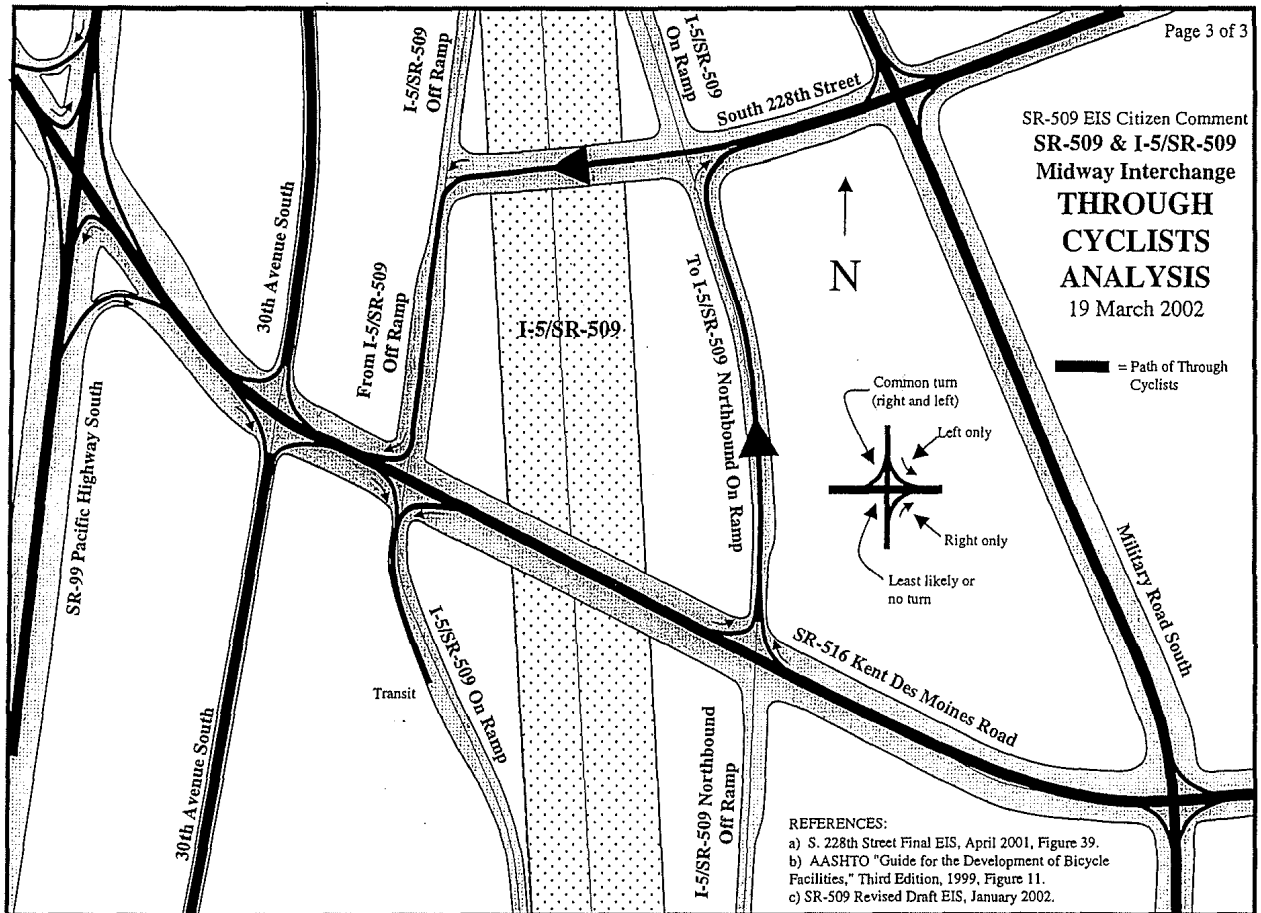 Page 3 of 3
SR-509 EIS Citizen Comment
SR-509 & I-5/SR-509
Midway Interchange
THROUGH
CYCLISTS
ANALYSIS
19 March 2002
= Path of Through
Cyclists
I-5/SR-509
Off Ramp
I-5/SR-509
On Ramp
South 228th Street
30th Avenue South
From I-5/SR-509
Off Ramp
I-5/SR-509
To I-5/SR-509 Northbound On Ramp
N
Common turn
(right and left)
Left only
Right only
Least likely or
no turn
SR-99 Pacific Highway South
Military Road South
SR-516 Kent Des Moines Road
Transit
I-5/SR-509 On Ramp
30th Avenue South
I-5/SR-509 Northbound
Off Ramp
REFERENCES:
a) S. 228th Street Final EIS, April 2001, Figure 39.
b) AASHTO "Guide for the Development of Bicycle
Facilities," Third Edition, 1999, Figure 11.
c) SR-509 Revised Draft EIS, January 2002.